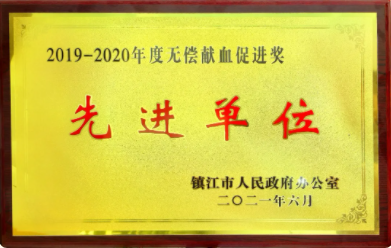 2019-2020年度无偿献血促进奖
先进单位
镇江市人民政府办公室
二〇二一年六月